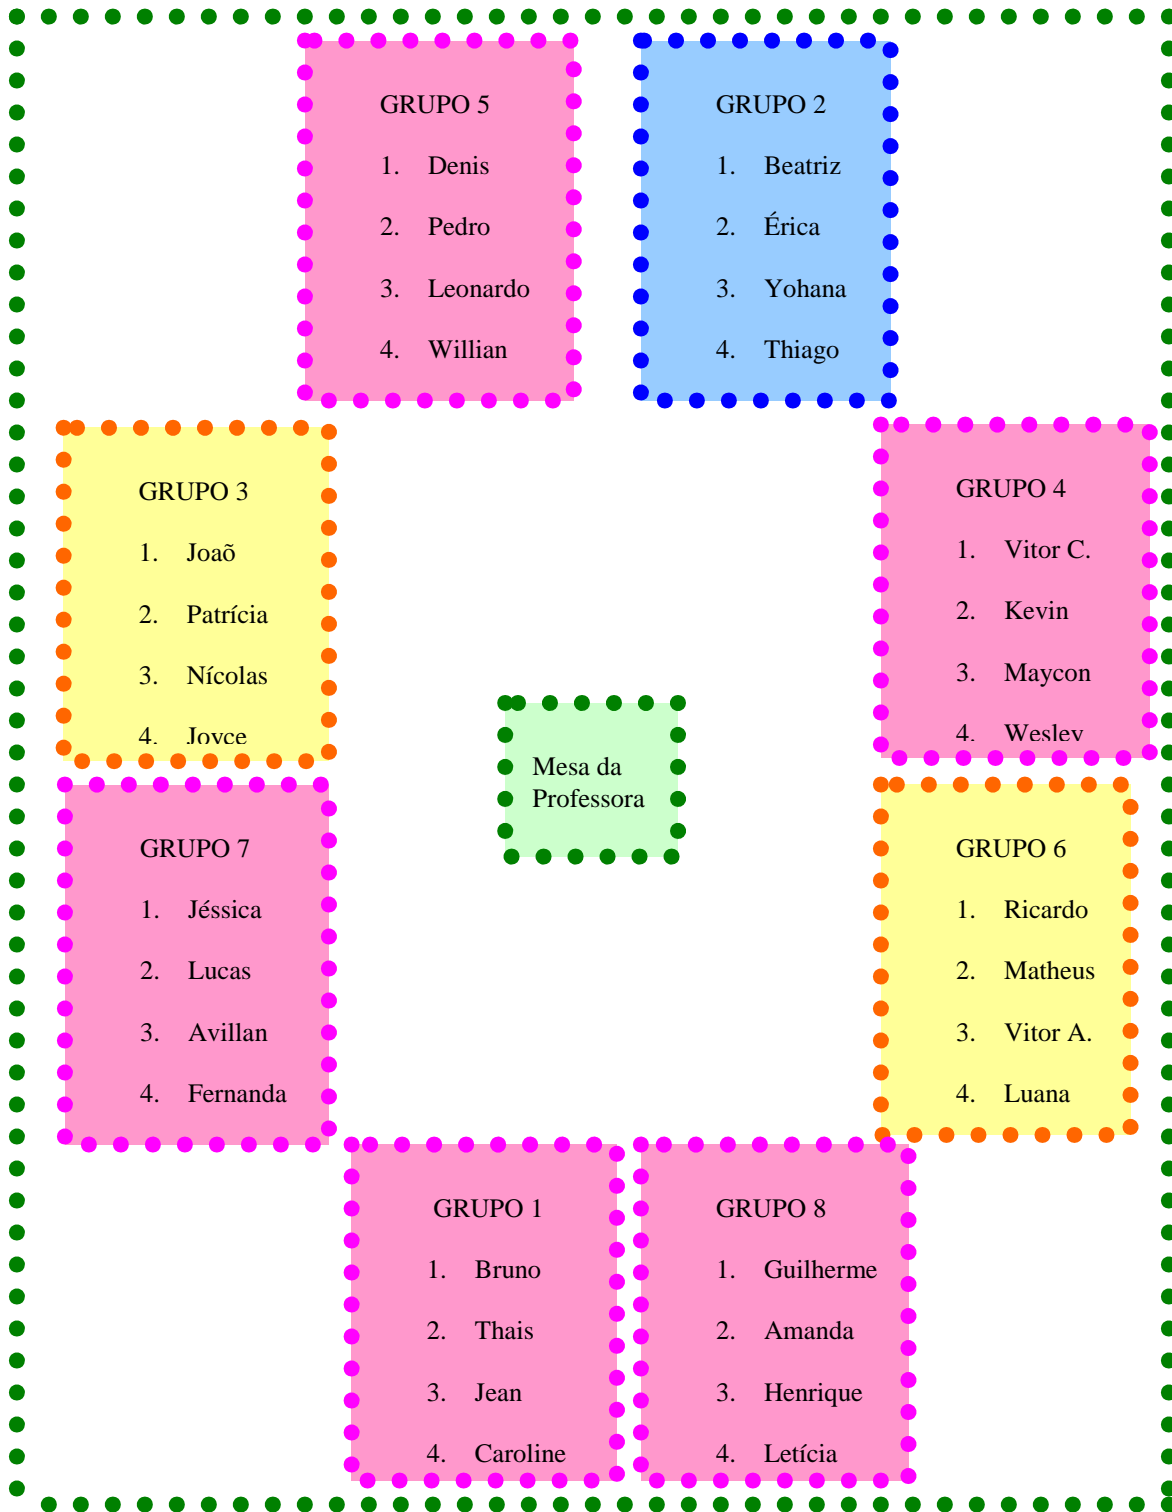 GRUPO 5
1. Denis
2. Pedro
3. Leonardo
4. Willian
GRUPO 2
1. Beatriz
2. Érica
3. Yohana
4. Thiago
GRUPO 3
1. Joaõ
2. Patrícia
3. Nícolas
4. Joyce
GRUPO 4
1. Vitor C.
2. Kevin
3. Maycon
4. Wesley
Mesa da
Professora
GRUPO 7
1. Jéssica
2. Lucas
3. Avillan
4. Fernanda
GRUPO 6
1. Ricardo
2. Matheus
3. Vitor A.
4. Luana
GRUPO 1
1. Bruno
2. Thais
3. Jean
4. Caroline
GRUPO 8
1. Guilherme
2. Amanda
3. Henrique
4. Letícia